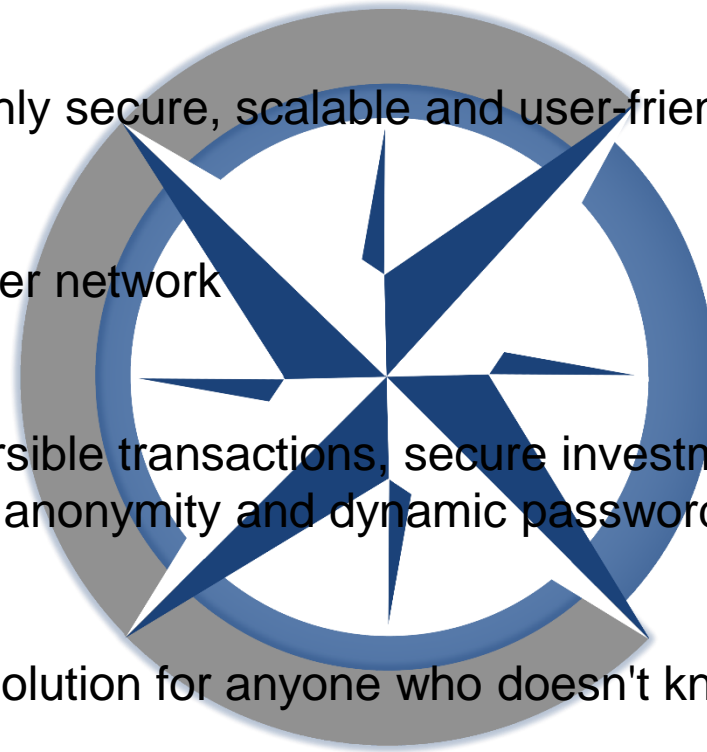 nly secure, scalable and user-frien
er network
rsible transactions, secure investm
anonymity and dynamic password
olution for anyone who doesn't kn